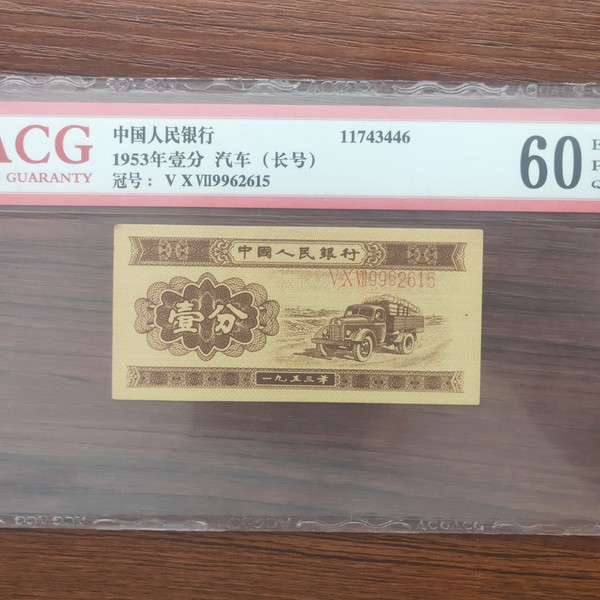 ACG
GUARANTY
中国人民银行
1953年壹分 汽车（长号）
冠号： V X VII9962615
11743446
60
E
P
Q
中國人民銀行
V X VII9962615
壹分
一九五三年